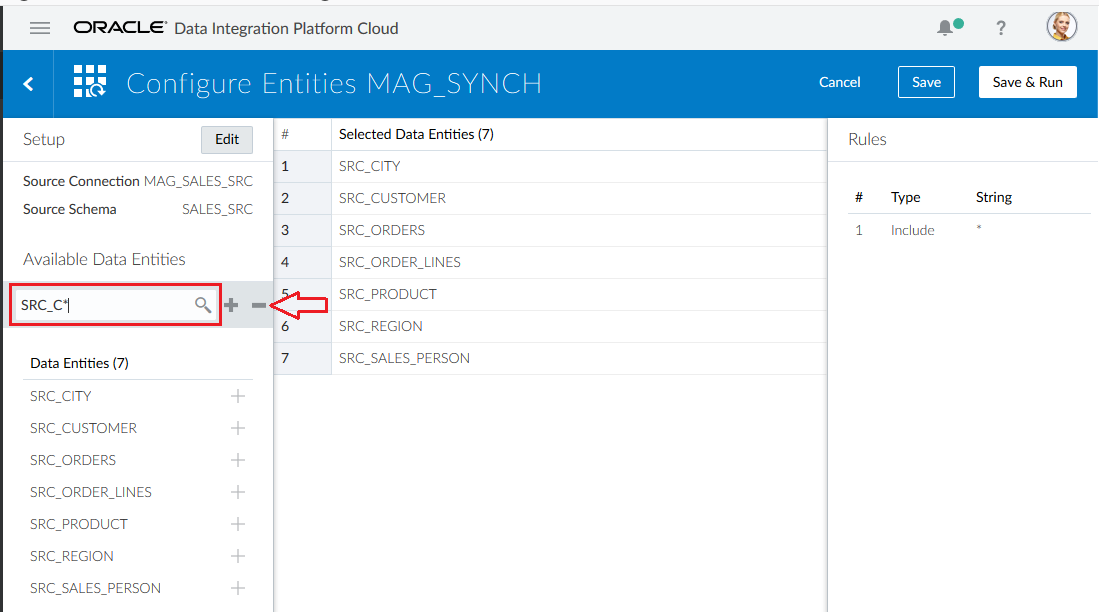 ORACLE Data Integration Platform Cloud
?
Configure Entities MAG_SYNCH
Cancel
Save
Save & Run
Setup
Edit
Source Connection MAG_SALES_SRC
Source Schema SALES_SRC
Available Data Entities
SRC_C*
Data Entities (7)
SRC_CITY
SRC_CUSTOMER
SRC_ORDERS
SRC_ORDER_LINES
SRC_PRODUCT
SRC_REGION
SRC_SALES_PERSON
# Selected Data Entities (7)
1 SRC_CITY
2 SRC_CUSTOMER
3 SRC_ORDERS
4 SRC_ORDER_LINES
5 SRC_PRODUCT
6 SRC_REGION
7 SRC_SALES_PERSON
Rules
# Type String
1 Include *